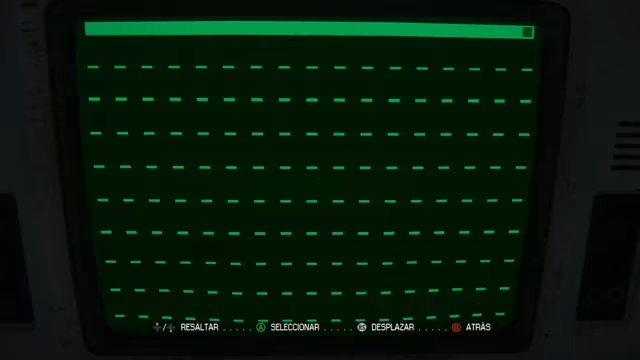 RESALTAR ..... Ⓐ SELECCIONAR ..... DESPLAZAR ..... Ⓑ ATRÁS